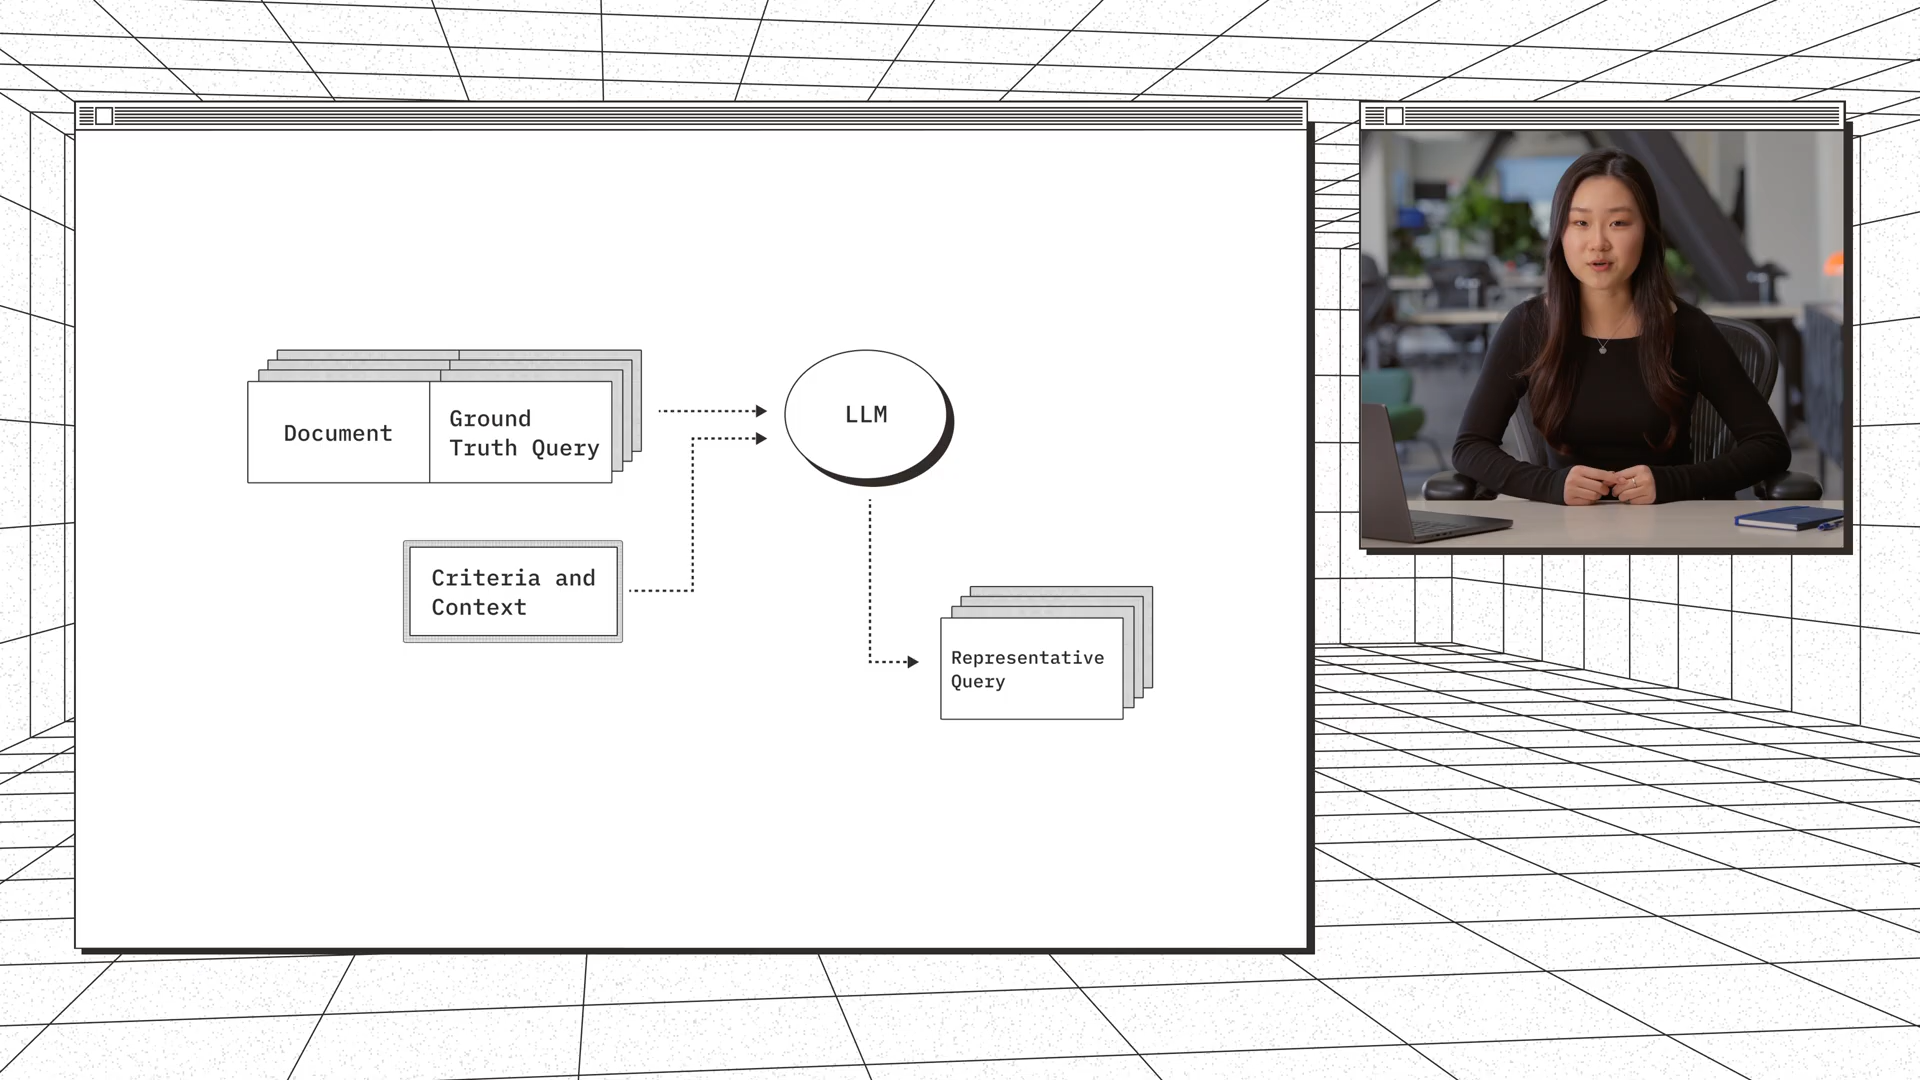 Document
Ground
Truth Query
LLM
Criteria and
Context
Representative
Query